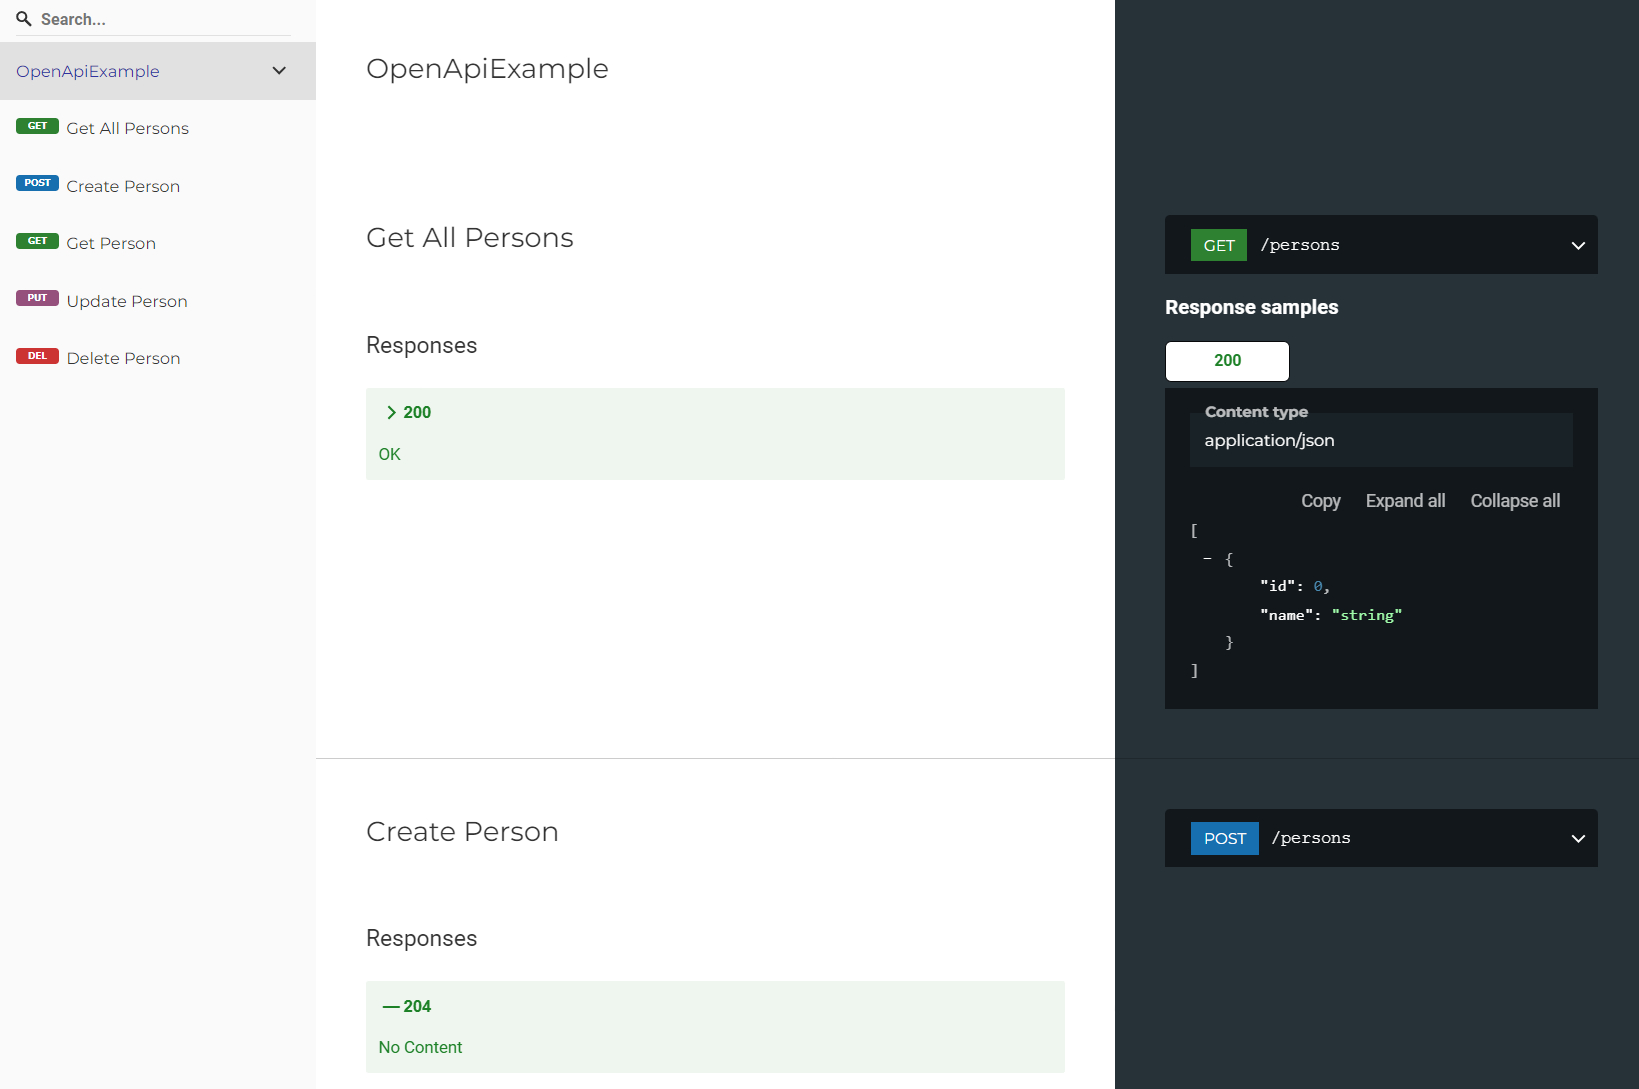 Search...
OpenApiExample
GET Get All Persons
POST Create Person
GET Get Person
PUT Update Person
DEL Delete Person
OpenApiExample
Get All Persons
Responses
200
OK
GET /persons
Response samples
200
Content type
application/json
Copy Expand all Collapse all
[
- {
"id": 0,
"name": "string"
}
]
Create Person
Responses
— 204
No Content
POST /persons